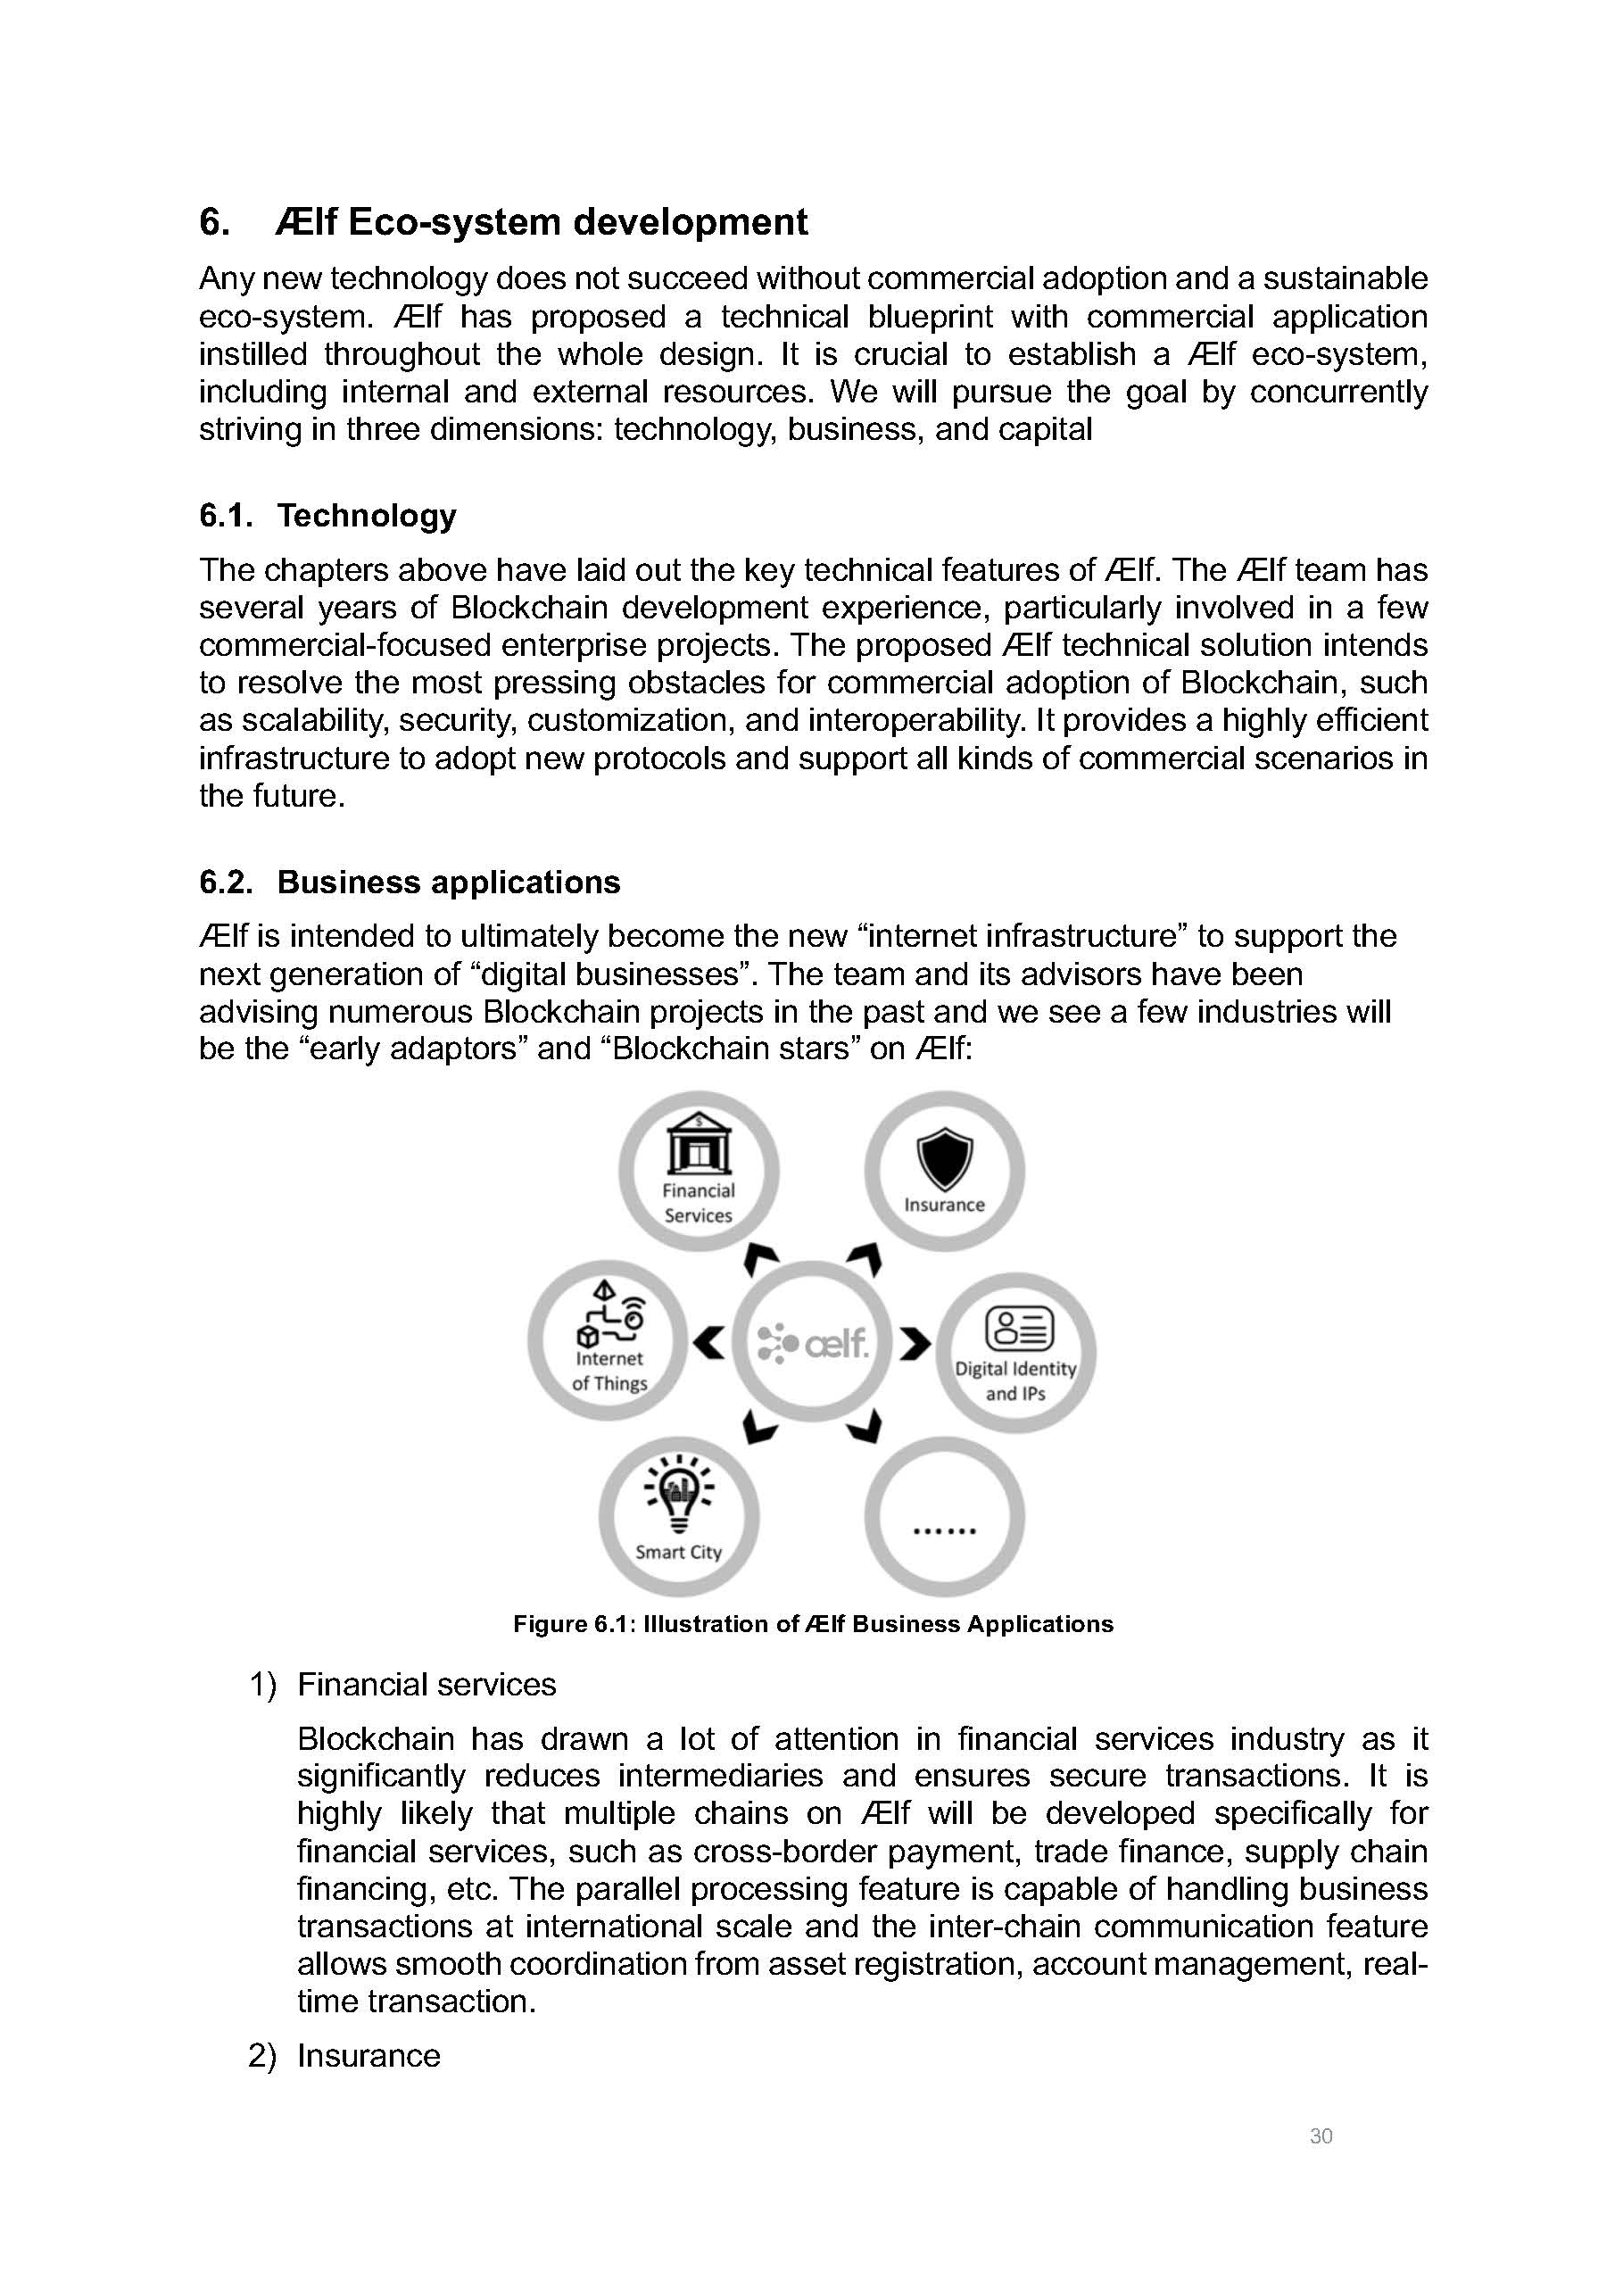 6. Ælf Eco-system development
Any new technology does not succeed without commercial adoption and a sustainable
eco-system. Ælf has proposed a technical blueprint with commercial application
instilled throughout the whole design. It is crucial to establish a Ælf eco-system,
including internal and external resources. We will pursue the goal by concurrently
striving in three dimensions: technology, business, and capital
6.1. Technology
The chapters above have laid out the key technical features of Ælf. The Ælf team has
several years of Blockchain development experience, particularly involved in a few
commercial-focused enterprise projects. The proposed Ælf technical solution intends
to resolve the most pressing obstacles for commercial adoption of Blockchain, such
as scalability, security, customization, and interoperability. It provides a highly efficient
infrastructure to adopt new protocols and support all kinds of commercial scenarios in
the future.
6.2. Business applications
Ælf is intended to ultimately become the new “internet infrastructure” to support the
next generation of “digital businesses”. The team and its advisors have been
advising numerous Blockchain projects in the past and we see a few industries will
be the “early adaptors” and “Blockchain stars” on Ælf:
$
Financial
Services
Insurance
Internet
of Things
ælf.
Digital Identity
and IPs
Smart City
......
Figure 6.1: Illustration of Ælf Business Applications
1) Financial services
Blockchain has drawn a lot of attention in financial services industry as it
significantly reduces intermediaries and ensures secure transactions. It is
highly likely that multiple chains on Ælf will be developed specifically for
financial services, such as cross-border payment, trade finance, supply chain
financing, etc. The parallel processing feature is capable of handling business
transactions at international scale and the inter-chain communication feature
allows smooth coordination from asset registration, account management, real-
time transaction.
2) Insurance
30